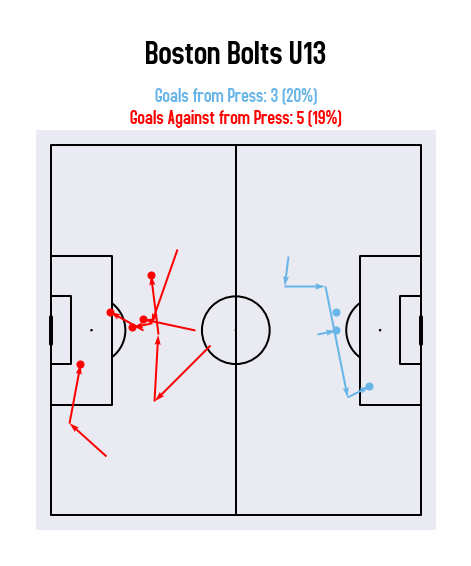 Boston Bolts U13
Goals from Press: 3 (20%)
Goals Against from Press: 5 (19%)